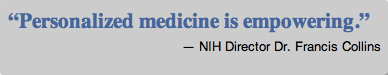 “Personalized medicine is empowering.”
— NIH Director Dr. Francis Collins